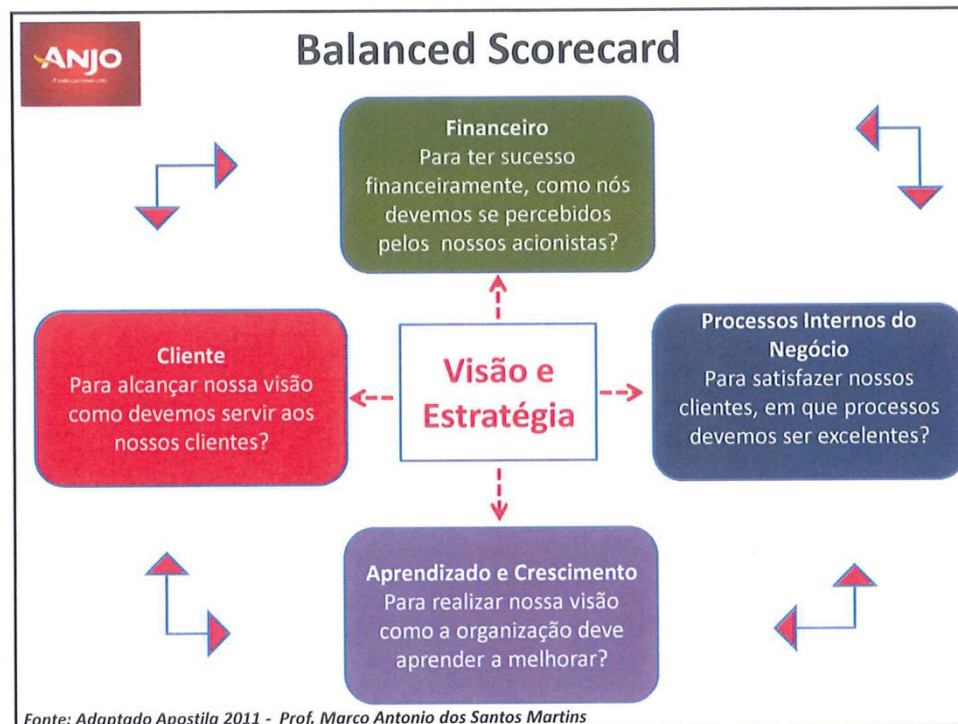 ANJO
Balanced Scorecard
Financeiro
Para ter sucesso
financeiramente, como nós
devemos se percebidos
pelos nossos acionistas?
Cliente
Para alcançar nossa visão
como devemos servir aos
nossos clientes?
Visão e
Estratégia
Processos Internos do
Negócio
Para satisfazer nossos
clientes, em que processos
devemos ser excelentes?
Aprendizado e Crescimento
Para realizar nossa visão
como a organização deve
aprender a melhorar?
Fonte: Adaptado Apostila 2011 - Prof. Marco Antonio dos Santos Martins